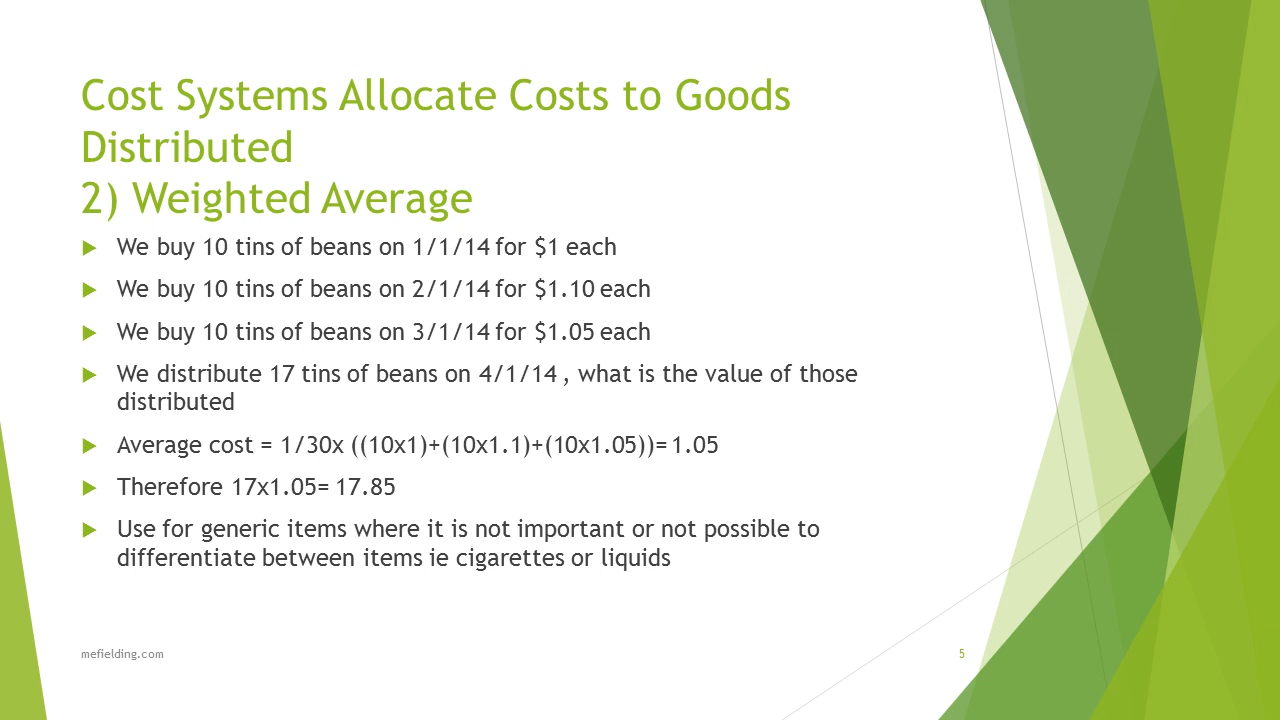 Cost Systems Allocate Costs to Goods
Distributed
2) Weighted Average
We buy 10 tins of beans on 1/1/14 for $1 each
We buy 10 tins of beans on 2/1/14 for $1.10 each
We buy 10 tins of beans on 3/1/14 for $1.05 each
We distribute 17 tins of beans on 4/1/14 , what is the value of those
distributed
Average cost = 1/30x ((10x1)+(10x1.1)+(10x1.05))= 1.05
Therefore 17x1.05= 17.85
Use for generic items where it is not important or not possible to
differentiate between items ie cigarettes or liquids
mefielding.com
5